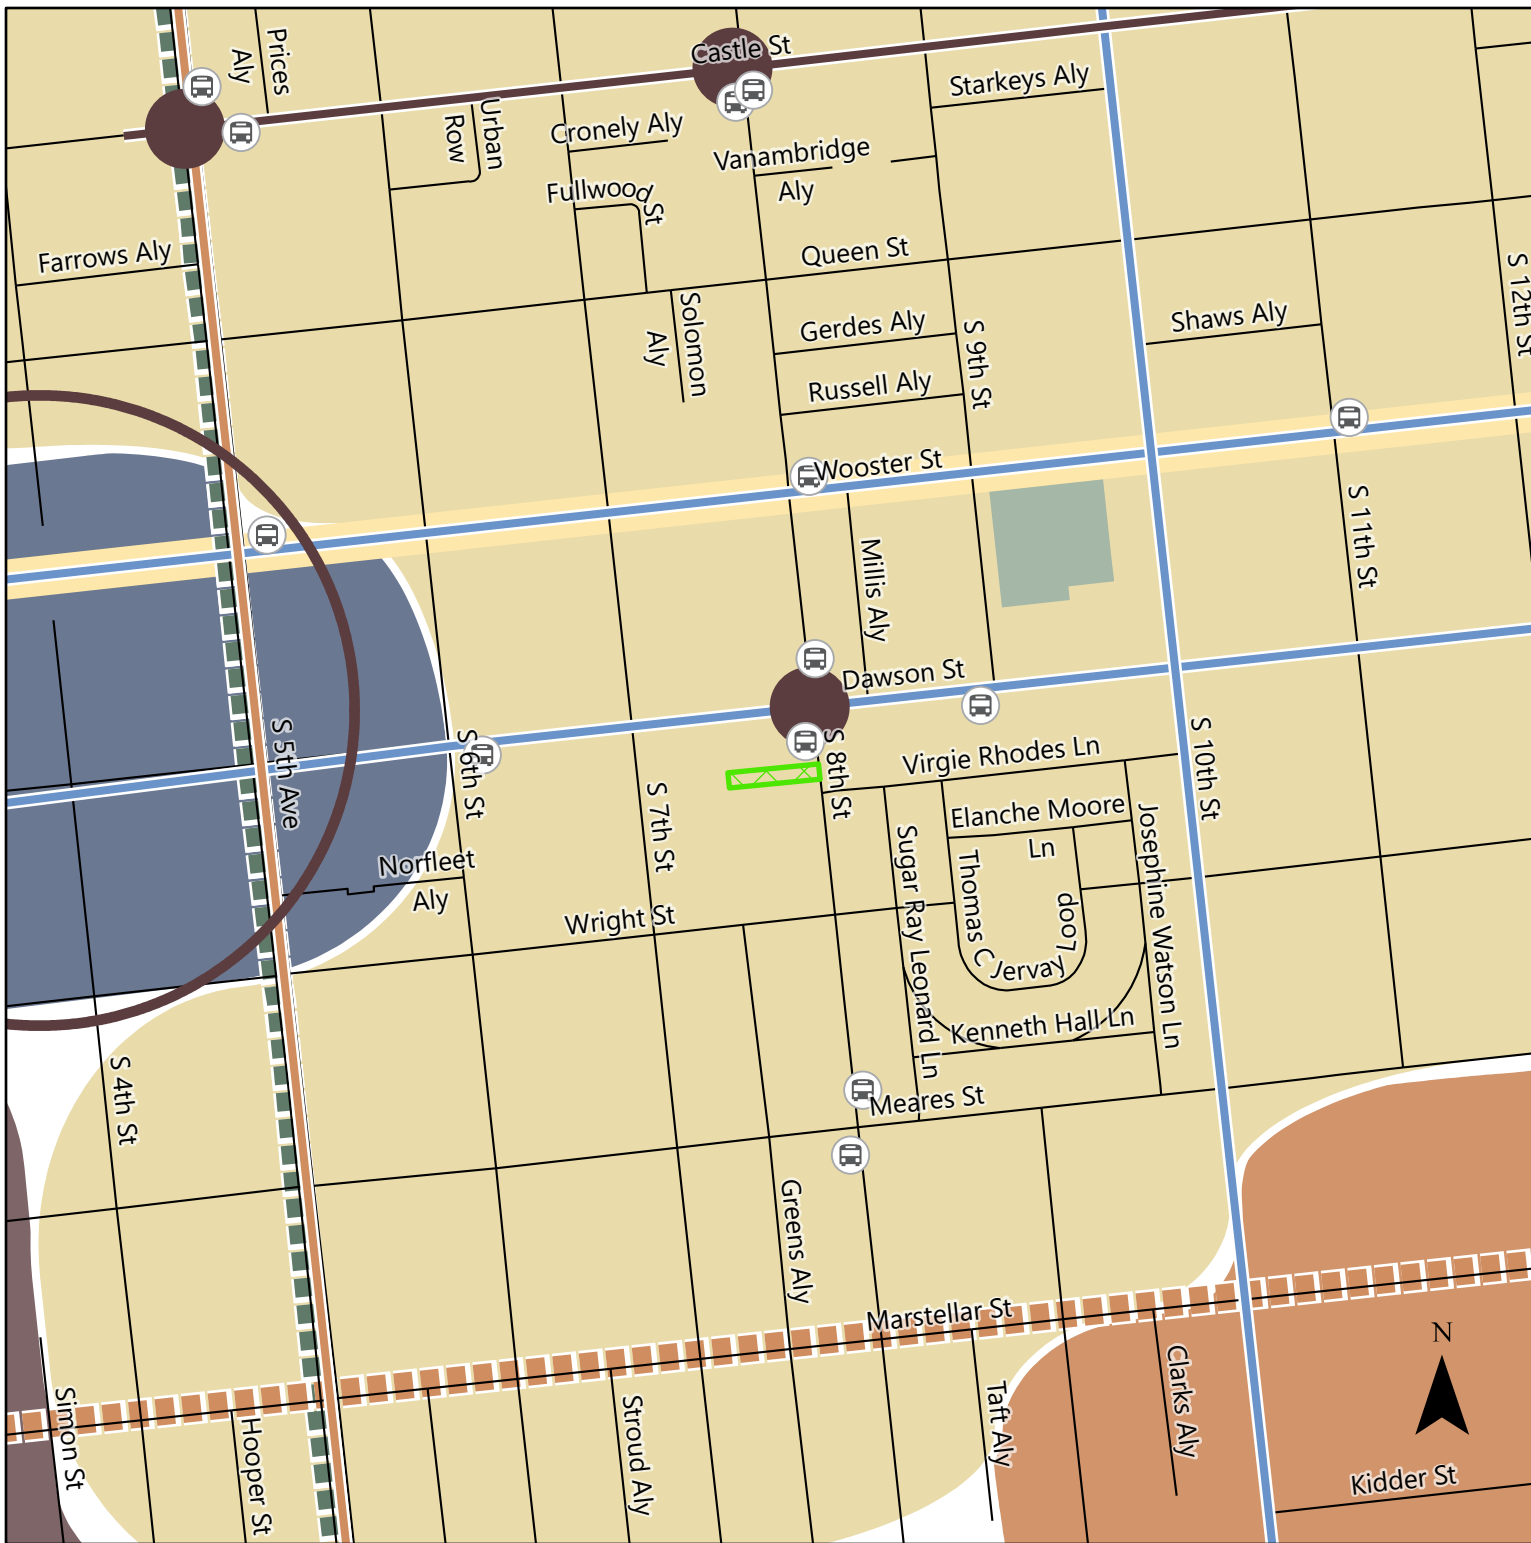 Castle St
Prices
Aly
Starkeys Aly
Urban
Row
Cronely Aly
Vanambridge
Aly
Fullwood St
Queen St
Farrows Aly
S 12th St
Solomon
Aly
Gerdes Aly
S 9th St
Shaws Aly
Russell Aly
Wooster St
S 11th St
Millis Aly
Dawson St
S 5th Ave
S 6th St
S 8th St
S 10th St
Virgie Rhodes Ln
S 7th St
Elanche Moore
Ln
Josephine Watson Ln
Sugar Ray Leonard Ln
Thomas C Jervay Loop
Norfleet
Aly
Wright St
Kenneth Hall Ln
S 4th St
Meares St
Greens Aly
Marstellar St
N
Clarks Aly
Taft Aly
Simon St
Stroud Aly
Hooper St
Kidder St